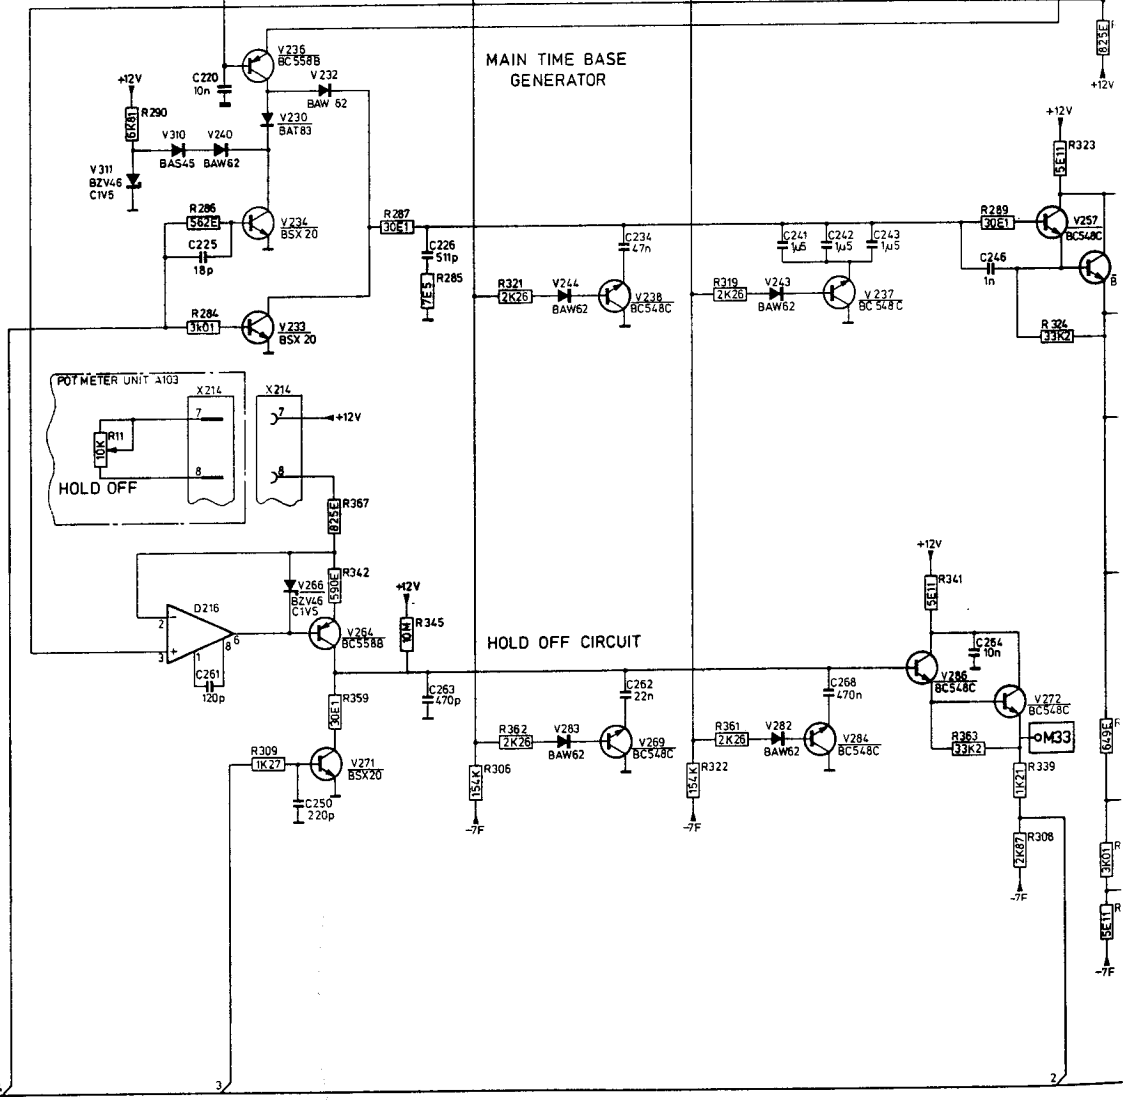 MAIN TIME BASE
GENERATOR
V236
BC558B
C220
10n
+12V
R290
6K81
V232
BAW 62
V230
BAT83
V310
BAS45
V240
BAW62
V311
BZV46
C1V5
R286
562E
C225
18p
V234
BSX 20
R284
3K01
V233
BSX 20
R287
30E1
C226
511p
R285
7E5
C234
47n
R321
2K26
V244
BAW62
V238
BC548C
C241
1µ5
C242
1µ5
C243
1µ5
R319
2K26
V243
BAW62
V237
BC548C
825E
+12V
+12V
R323
5E11
R289
30E1
V257
BC548C
C246
1n
R324
33K2
POTMETER UNIT A103
X214
X214
7
7
+12V
R11
10K
8
8
HOLD OFF
R367
825E
R342
590E
V266
BZV46
C1V5
D216
2
3
6
1
8
C261
120p
V264
BC558B
+12V
R345
10M
HOLD OFF CIRCUIT
R359
30E1
C263
470p
R309
1K27
V271
BSX20
C250
220p
C262
22n
R362
2K26
V283
BAW62
V269
BC548C
R306
154K
-7F
C268
470n
R361
2K26
V282
BAW62
V284
BC548C
R322
154K
-7F
+12V
R341
5E11
C264
10n
V286
BC548C
V272
BC548C
M33
R363
33K2
R339
1K21
R308
2K87
-7F
649E
3K01
5E11
-7F
3
2